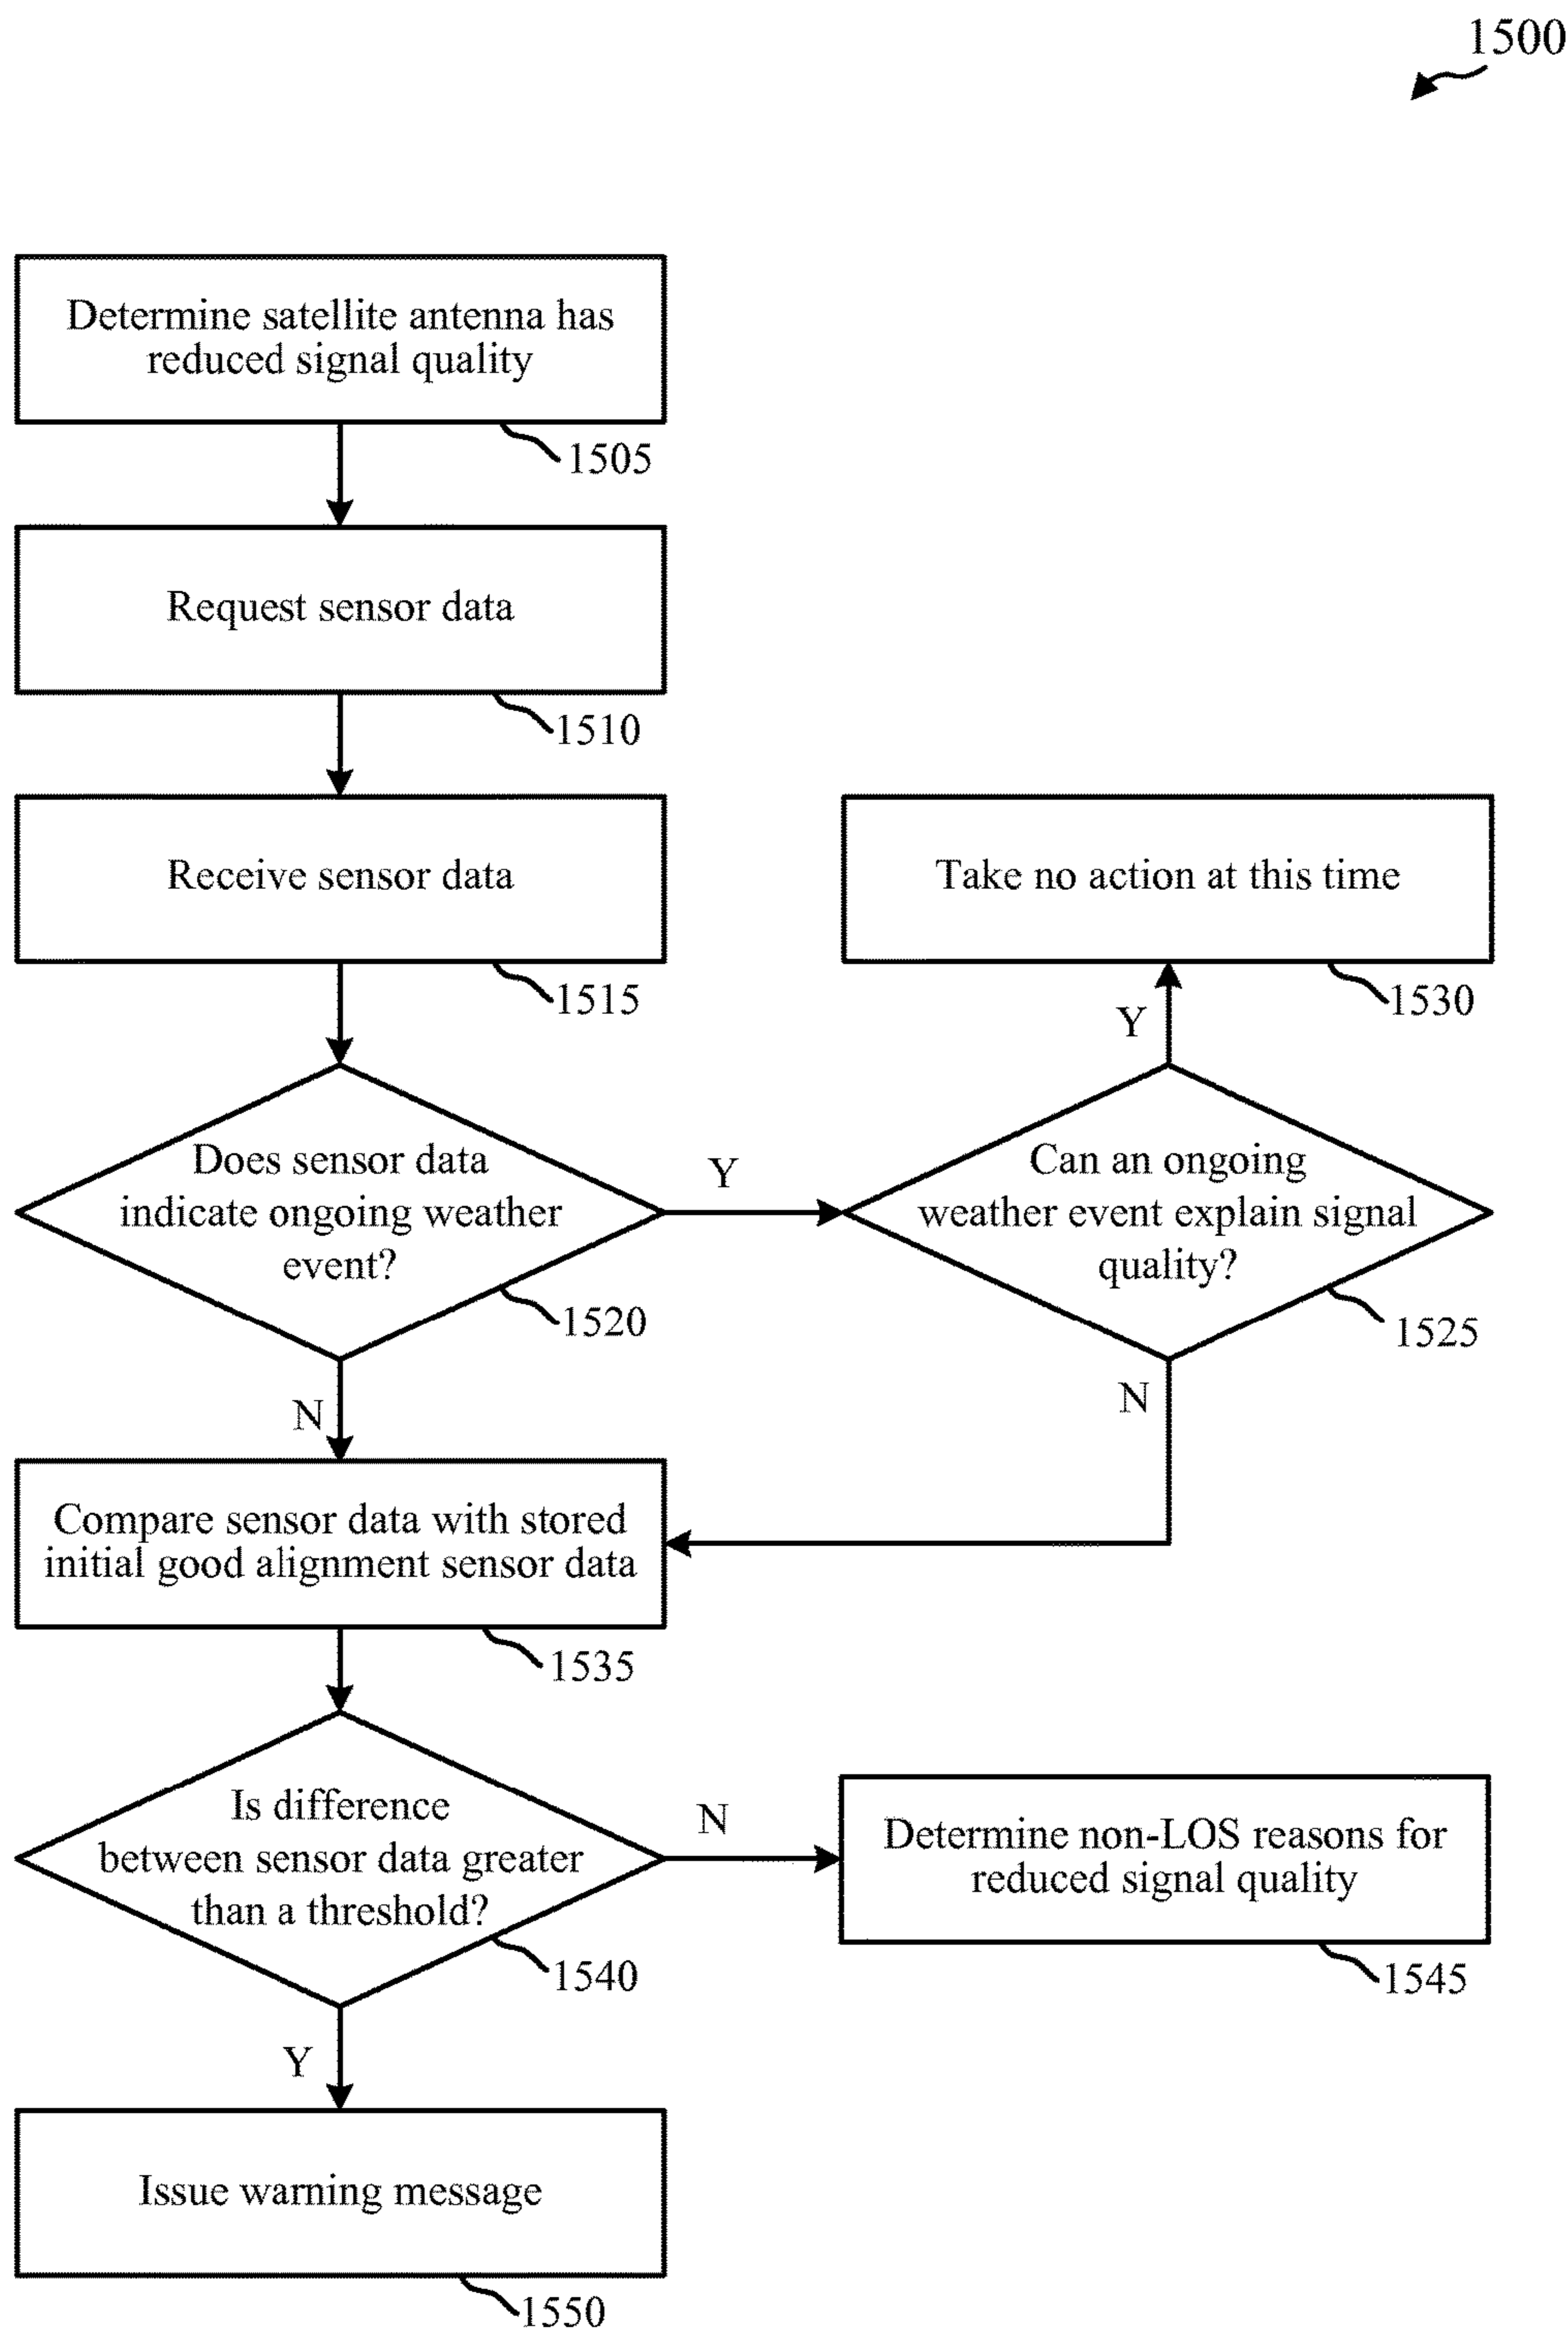 1500
Determine satellite antenna has
reduced signal quality
1505
Request sensor data
1510
Receive sensor data
1515
Take no action at this time
1530
Y
Does sensor data
indicate ongoing weather
event?
1520
Y
Can an ongoing
weather event explain signal
quality?
1525
N
N
Compare sensor data with stored
initial good alignment sensor data
1535
Is difference
between sensor data greater
than a threshold?
1540
N
Determine non-LOS reasons for
reduced signal quality
1545
Y
Issue warning message
1550